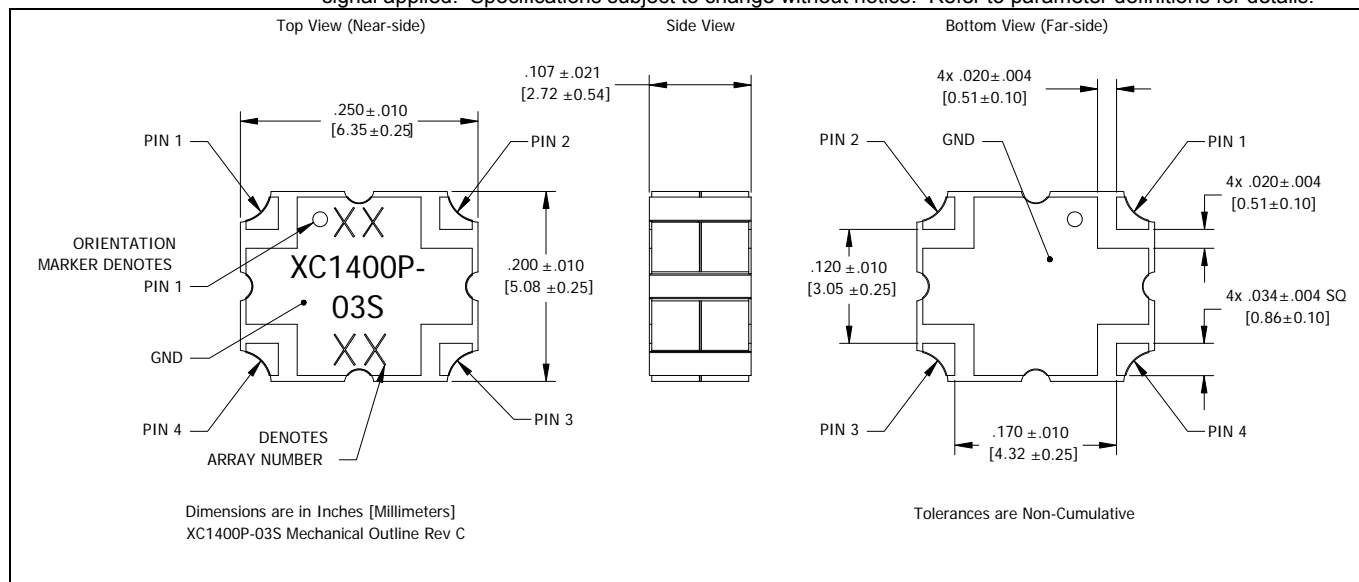 signal applied. Specifications subject to change without notice. Refer to parameter definitions for details.
Top View (Near-side)
Side View
Bottom View (Far-side)
.250±.010
[6.35±0.25]
PIN 1
PIN 2
ORIENTATION
MARKER DENOTES
PIN 1
XX
XC1400P-
03S
XX
.200 ±.010
[5.08 ±0.25]
GND
PIN 4
PIN 3
DENOTES
ARRAY NUMBER
Dimensions are in Inches [Millimeters]
XC1400P-03S Mechanical Outline Rev C
.107 ±.021
[2.72 ±0.54]
4x .020±.004
[0.51±0.10]
PIN 2
GND
PIN 1
4x .020±.004
[0.51±0.10]
.120 ±.010
[3.05 ±0.25]
4x .034±.004 SQ
[0.86±0.10]
PIN 3
.170 ±.010
[4.32 ±0.25]
PIN 4
Tolerances are Non-Cumulative